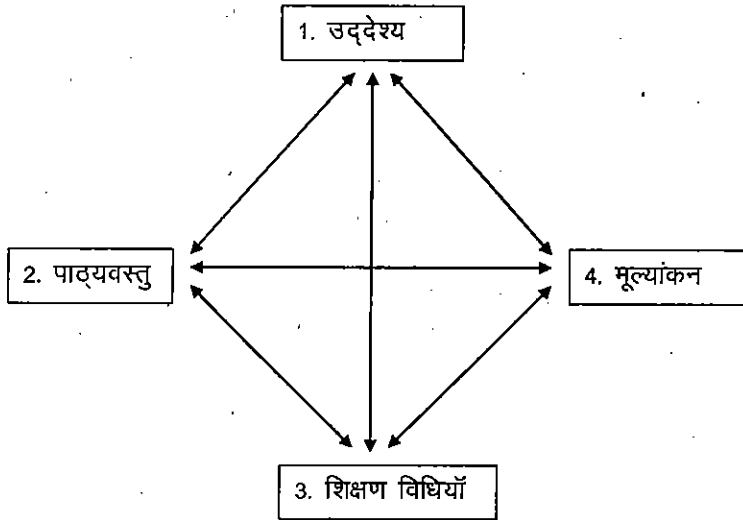 1. उद्‌देश्य
2. पाठ्‌यवस्तु
4. मूल्यांकन
3. शिक्षण विधियॉ